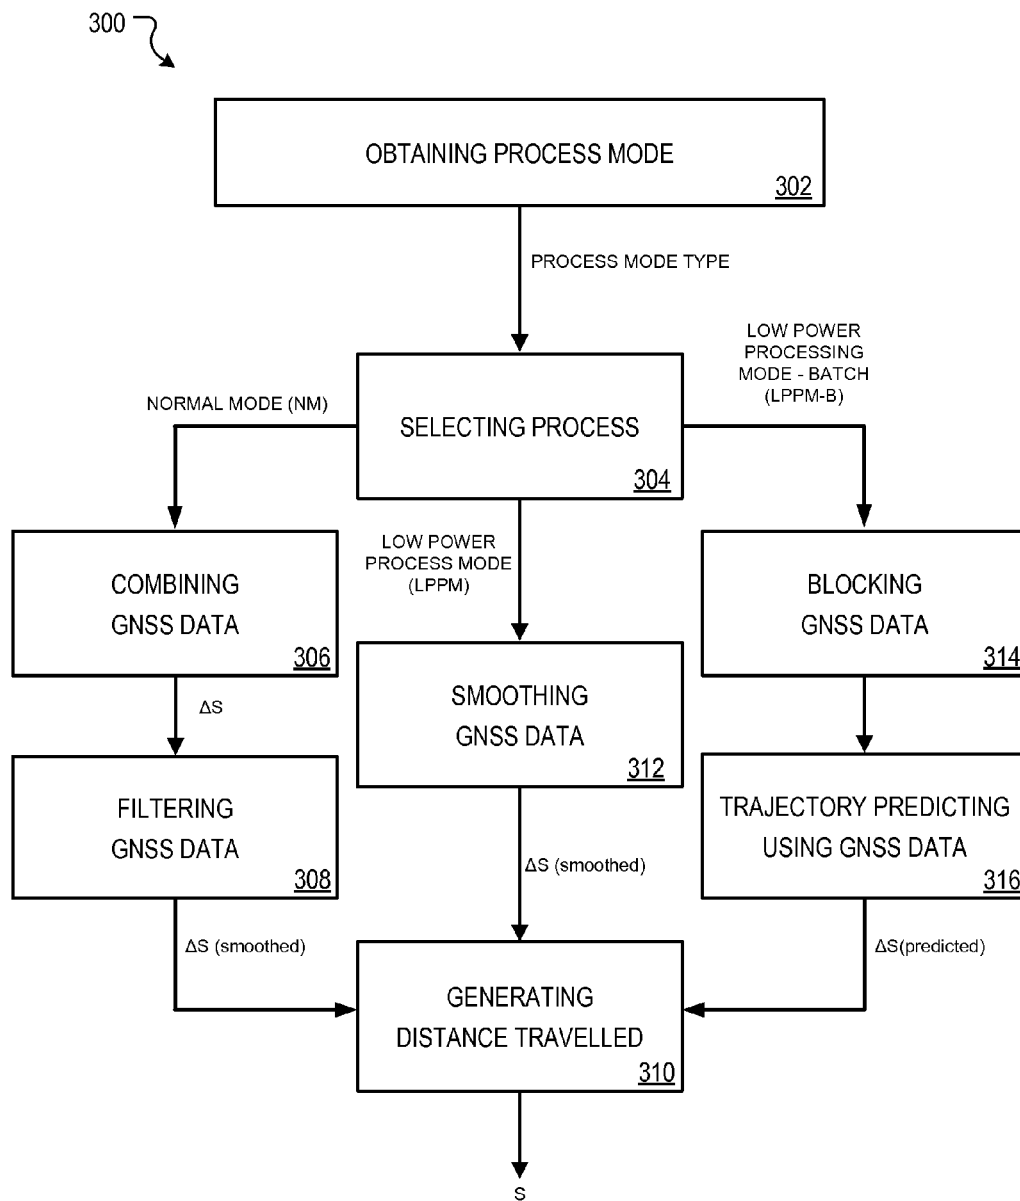 300
OBTAINING PROCESS MODE
302
PROCESS MODE TYPE
LOW POWER
PROCESSING
MODE - BATCH
(LPPM-B)
NORMAL MODE (NM)
SELECTING PROCESS
304
LOW POWER
PROCESS MODE
(LPPM)
COMBINING
GNSS DATA
306
BLOCKING
GNSS DATA
314
ΔS
SMOOTHING
GNSS DATA
312
FILTERING
GNSS DATA
308
TRAJECTORY PREDICTING
USING GNSS DATA
316
ΔS (smoothed)
ΔS (smoothed)
ΔS(predicted)
GENERATING
DISTANCE TRAVELLED
310
S